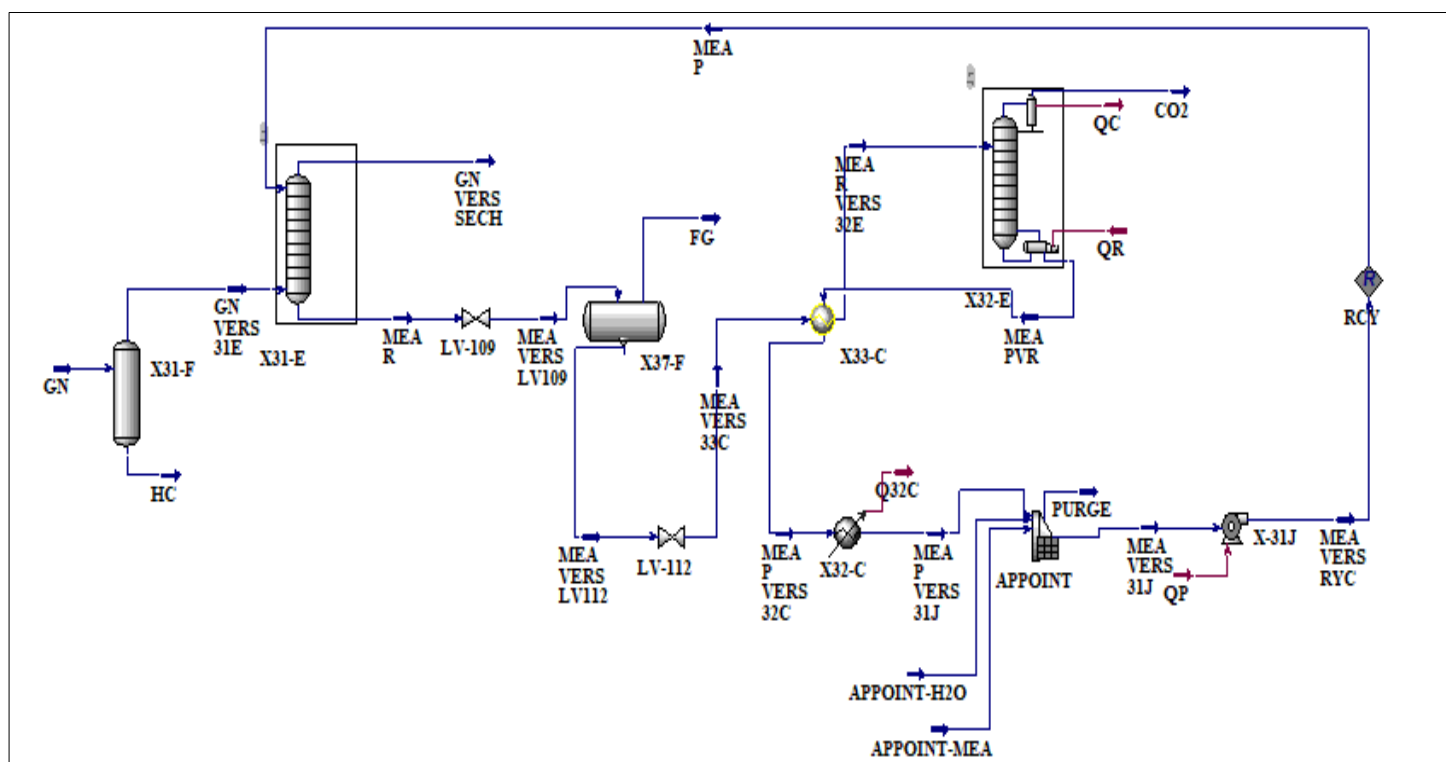 MEA
P
CO2
QC
MEA
R
VERS
32E
GN
VERS
SECH
FG
QR
X32-E
RCY
GN
VERS
31E
X31-E
MEA
R
LV-109
MEA
VERS
LV109
X37-F
X33-C
MEA
PVR
X31-F
GN
HC
MEA
VERS
33C
Q32C
PURGE
MEA
VERS
LV112
LV-112
MEA
P
VERS
32C
X32-C
MEA
P
VERS
31J
APPOINT
MEA
VERS
31J
QP
X-31J
MEA
VERS
RYC
APPOINT-H2O
APPOINT-MEA
R